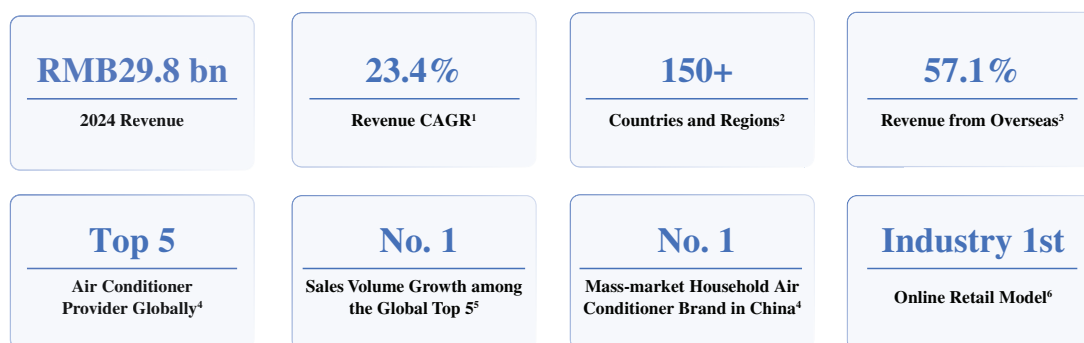 RMB29.8 bn
2024 Revenue
23.4%
Revenue CAGR¹
150+
Countries and Regions²
57.1%
Revenue from Overseas³
Top 5
Air Conditioner
Provider Globally⁴
No. 1
Sales Volume Growth among
the Global Top 5⁵
No. 1
Mass-market Household Air
Conditioner Brand in China⁴
Industry 1st
Online Retail Model⁶